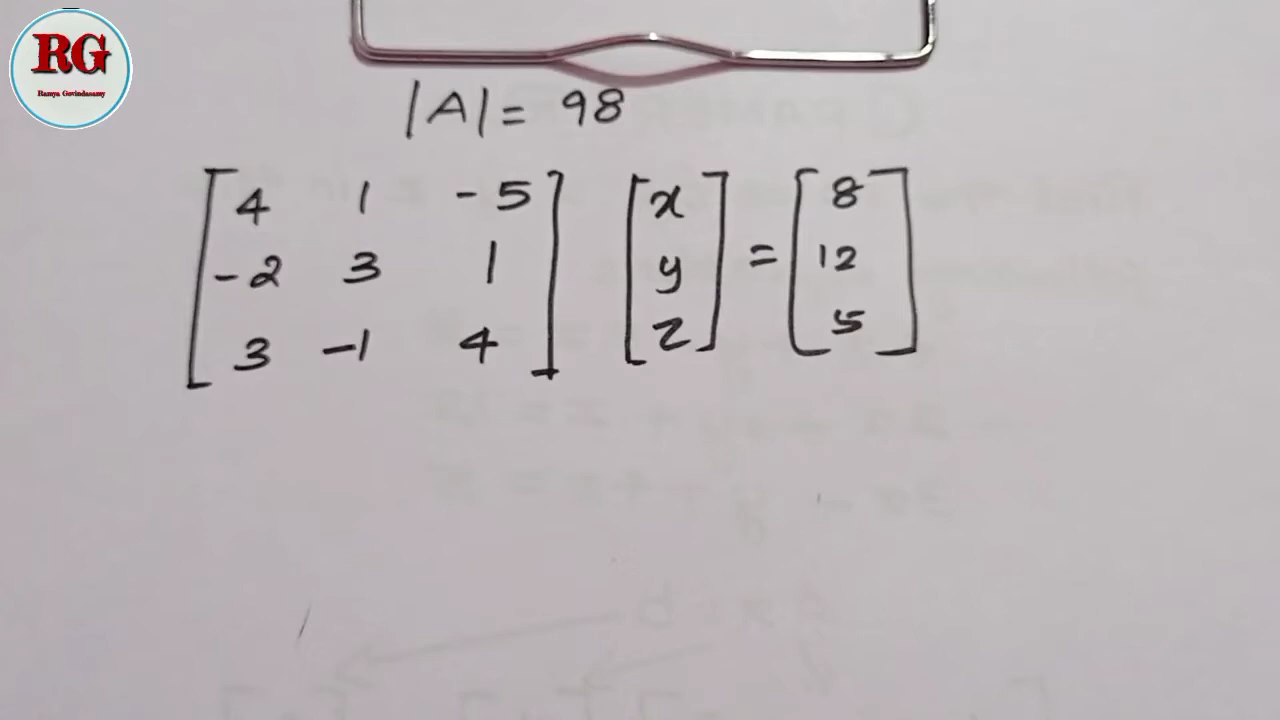 RG
Ramya Govindasamy
|A| = 98
[4 1 -5] [x] = [8]
[-2 3 1] [y] [12]
[3 -1 4] [z] [5]